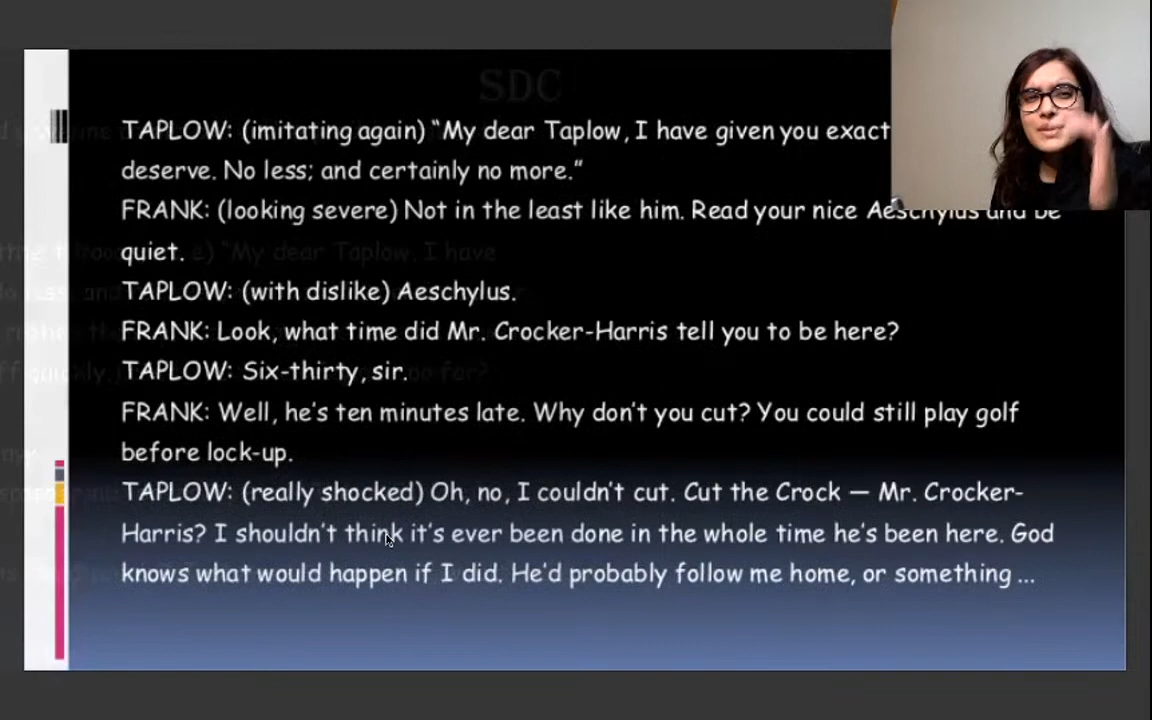 SDC
TAPLOW: (imitating again) “My dear Taplow, I have given you exact
deserve. No less; and certainly no more.”
FRANK: (looking severe) Not in the least like him. Read your nice Aeschylus and be
quiet.
TAPLOW: (with dislike) Aeschylus.
FRANK: Look, what time did Mr. Crocker-Harris tell you to be here?
TAPLOW: Six-thirty, sir.
FRANK: Well, he’s ten minutes late. Why don’t you cut? You could still play golf
before lock-up.
TAPLOW: (really shocked) Oh, no, I couldn’t cut. Cut the Crock — Mr. Crocker-
Harris? I shouldn’t think it’s ever been done in the whole time he’s been here. God
knows what would happen if I did. He’d probably follow me home, or something ...